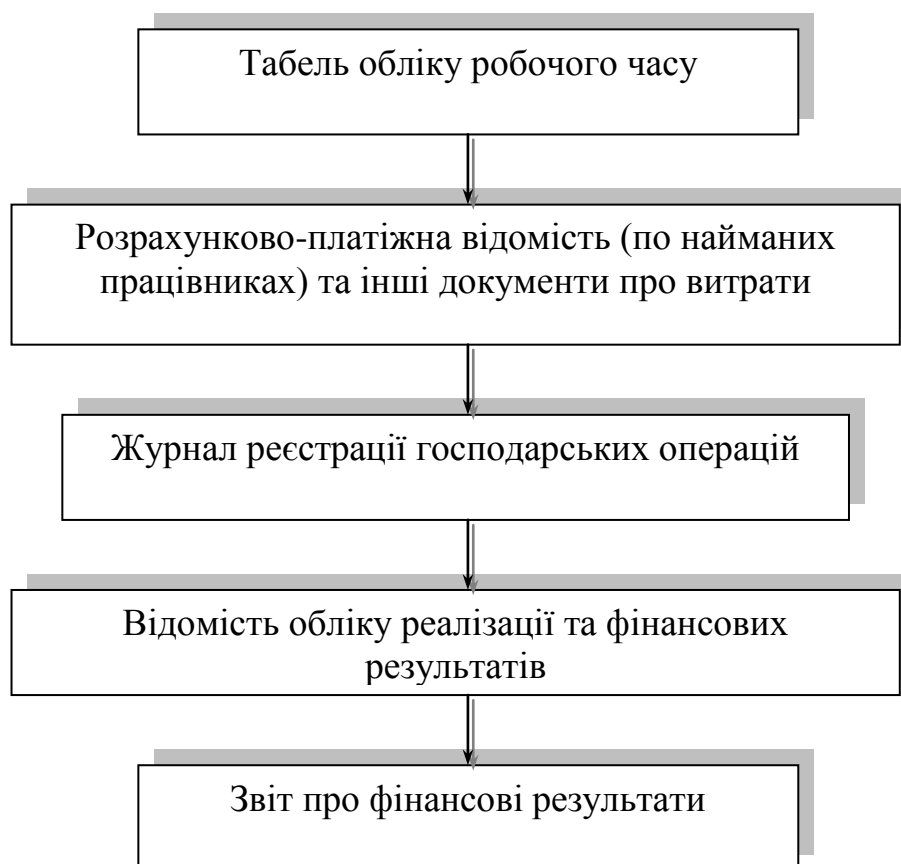 Табель обліку робочого часу
Розрахунково-платіжна відомість (по найманих
працівниках) та інші документи про витрати
Журнал реєстрації господарських операцій
Відомість обліку реалізації та фінансових
результатів
Звіт про фінансові результати